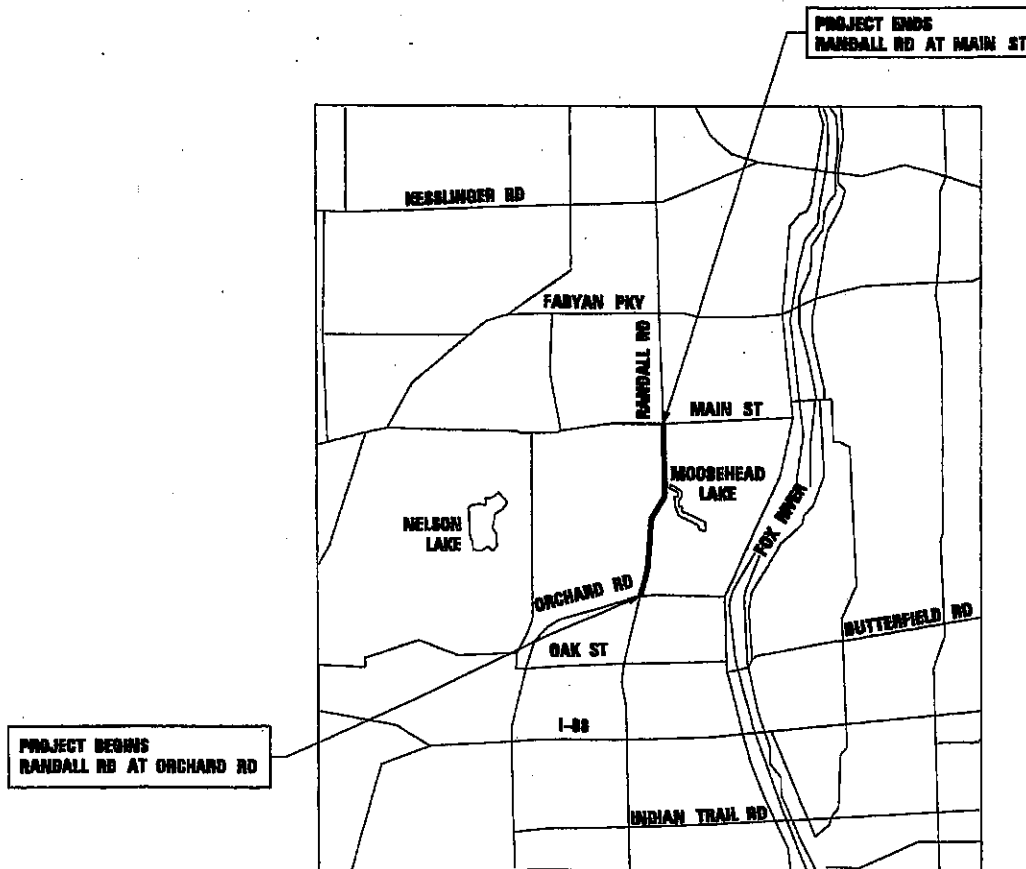 PROJECT ENDS
RANDALL RD AT MAIN ST
KESSLINGER RD
FABYAN PKY
RANDALL RD
MAIN ST
MOOSEHEAD
LAKE
NELSON
LAKE
FOX RIVER
ORCHARD RD
BUTTERFIELD RD
OAK ST
I-88
PROJECT BEGINS
RANDALL RD AT ORCHARD RD
INDIAN TRAIL RD